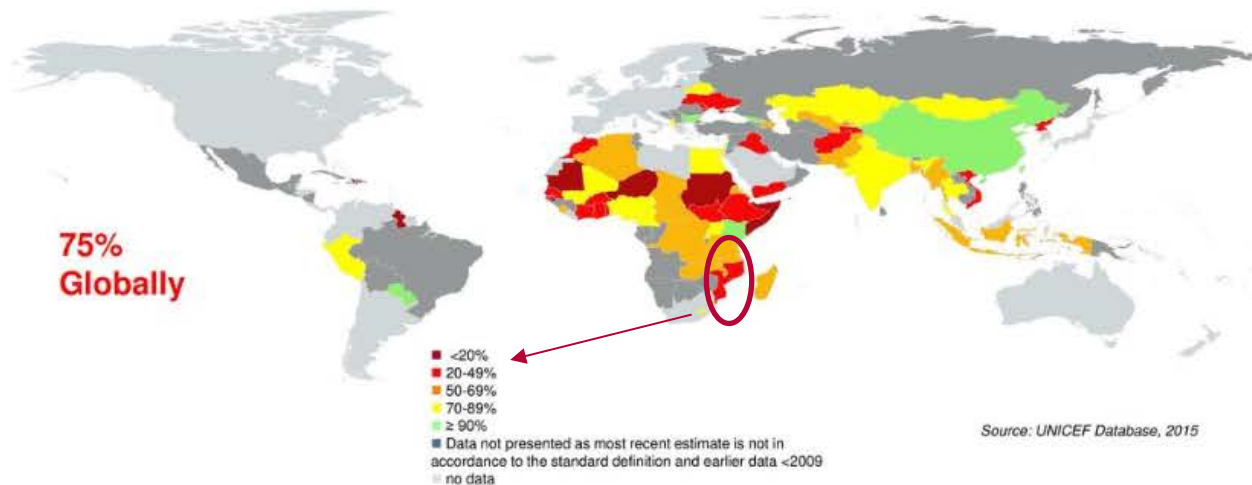 75%
Globally
<20%
20-49%
50-69%
70-89%
≥ 90%
Data not presented as most recent estimate is not in
accordance to the standard definition and earlier data <2009
no data
Source: UNICEF Database, 2015